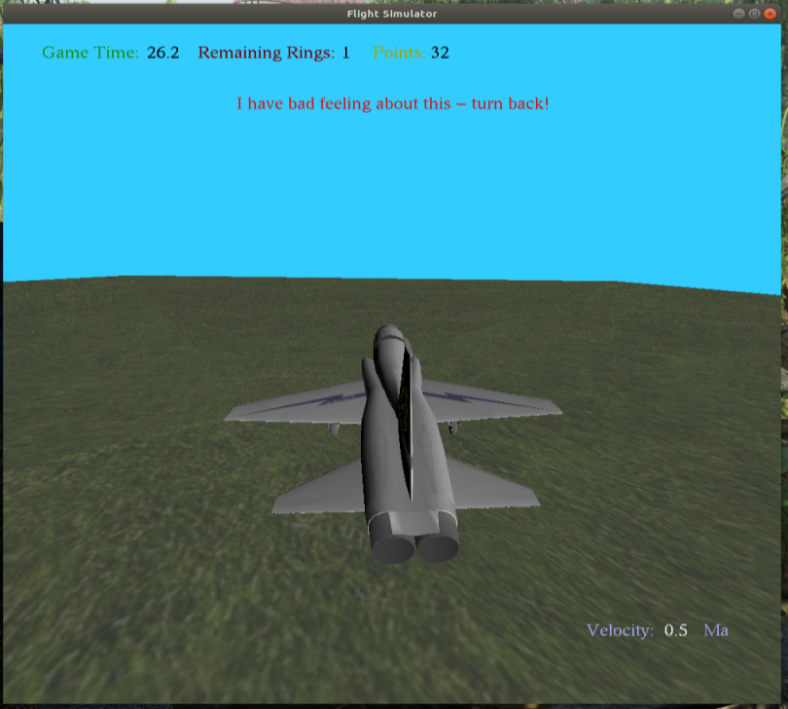 Flight Simulator
Game Time: 26.2 Remaining Rings: 1 Points: 32
I have bad feeling about this – turn back!
Velocity: 0.5 Ma